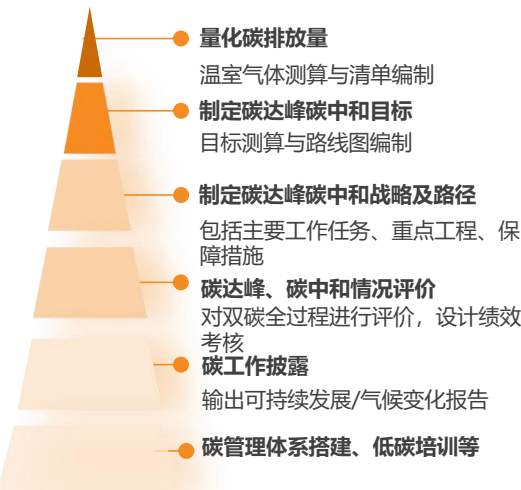 量化碳排放量
温室气体测算与清单编制
制定碳达峰碳中和目标
目标测算与路线图编制
制定碳达峰碳中和战略及路径
包括主要工作任务、重点工程、保
障措施
碳达峰、碳中和情况评价
对双碳全过程进行评价，设计绩效
考核
碳工作披露
输出可持续发展/气候变化报告
碳管理体系搭建、低碳培训等